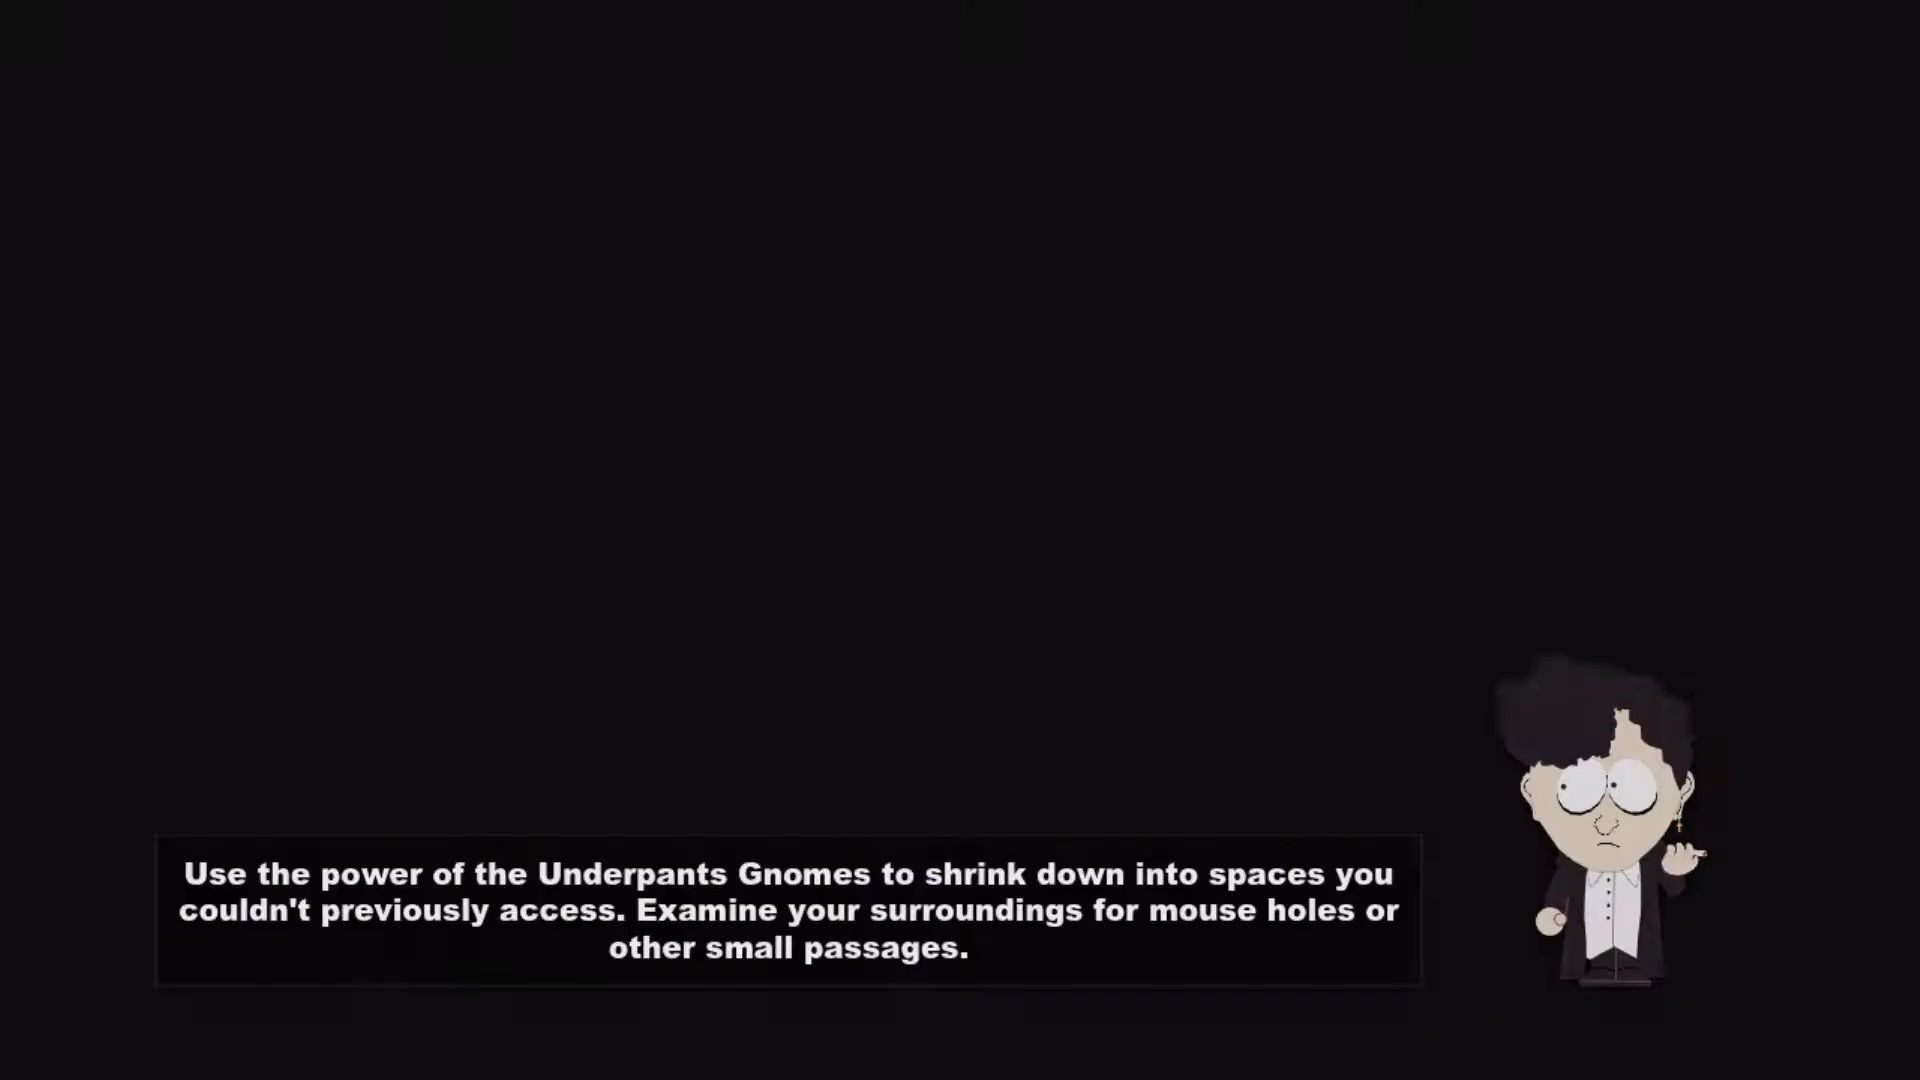 Use the power of the Underpants Gnomes to shrink down into spaces you
couldn't previously access. Examine your surroundings for mouse holes or
other small passages.